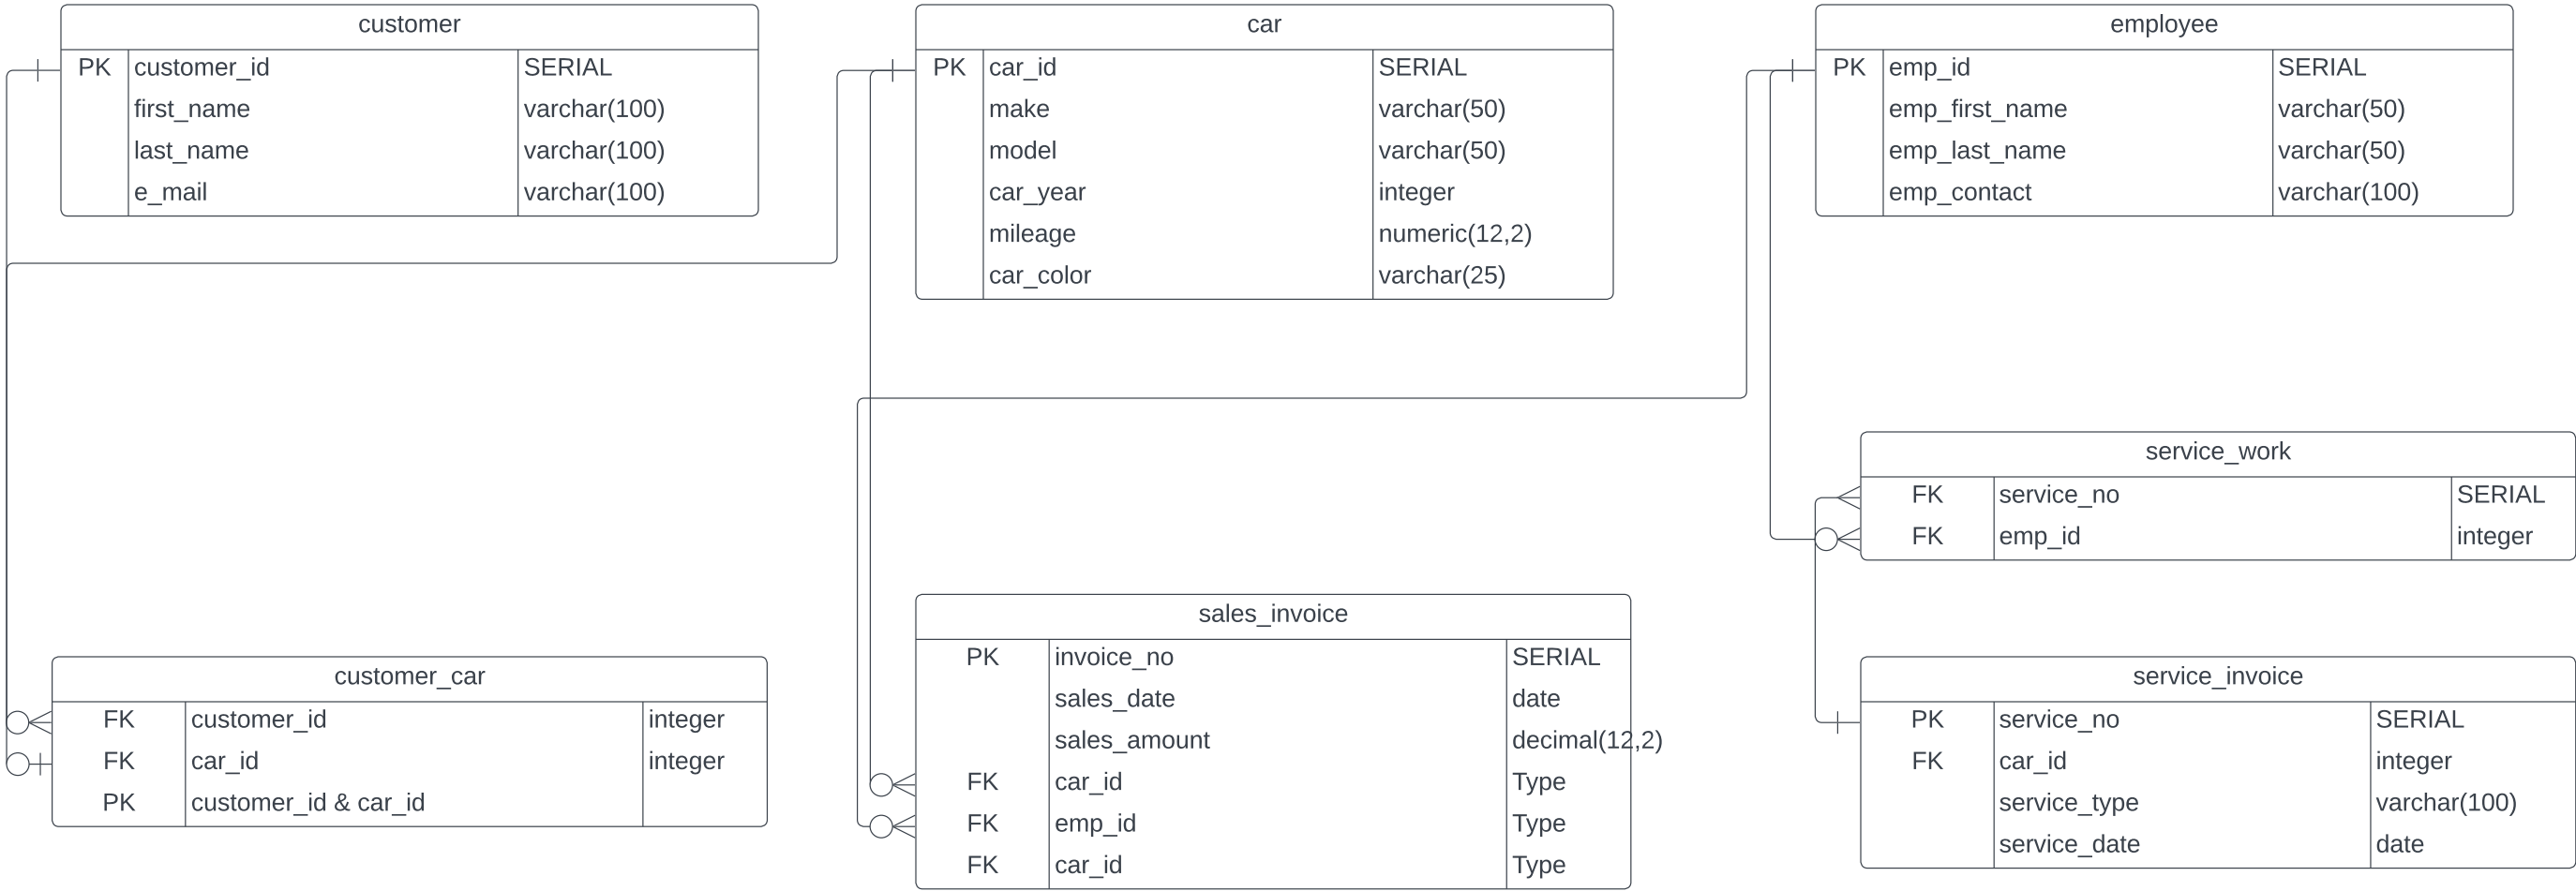 customer
PK customer_id SERIAL
first_name varchar(100)
last_name varchar(100)
e_mail varchar(100)
car
PK car_id SERIAL
make varchar(50)
model varchar(50)
car_year integer
mileage numeric(12,2)
car_color varchar(25)
employee
PK emp_id SERIAL
emp_first_name varchar(50)
emp_last_name varchar(50)
emp_contact varchar(100)
service_work
FK service_no SERIAL
FK emp_id integer
customer_car
FK customer_id integer
FK car_id integer
PK customer_id & car_id
sales_invoice
PK invoice_no SERIAL
sales_date date
sales_amount decimal(12,2)
FK car_id Type
FK emp_id Type
FK car_id Type
service_invoice
PK service_no SERIAL
FK car_id integer
service_type varchar(100)
service_date date